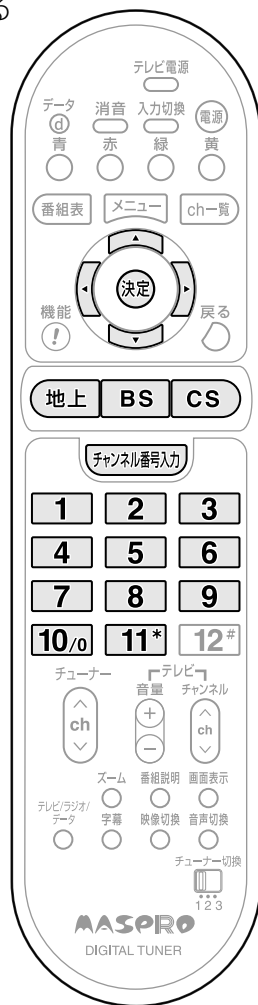 る
テレビ電源
データ 消音 入力切換 電源
d
青 赤 緑 黄
番組表 メニュー ch一覧
決定
機能 戻る
!
地上 BS CS
チャンネル番号入力
1 2 3
4 5 6
7 8 9
10/0 11* 12#
チューナー テレビ
音量 チャンネル
ch + ch
−
ズーム 番組説明 画面表示
テレビ/ラジオ/
データ 字幕 映像切換 音声切換
チューナー切換
1 2 3
MASPRO
DIGITAL TUNER